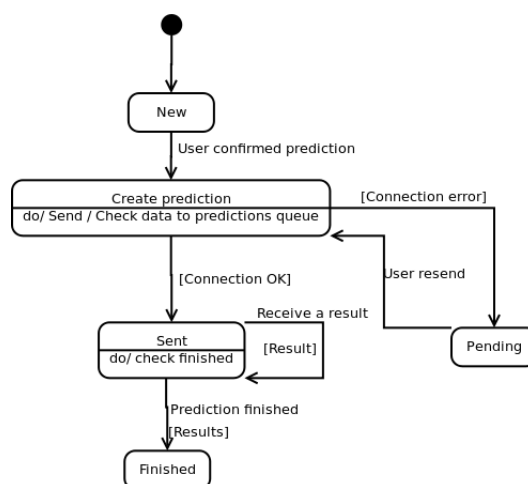 New
User confirmed prediction
Create prediction
[Connection error]
do/ Send / Check data to predictions queue
User resend
[Connection OK]
Receive a result
Sent
[Result]
Pending
do/ check finished
Prediction finished
[Results]
Finished